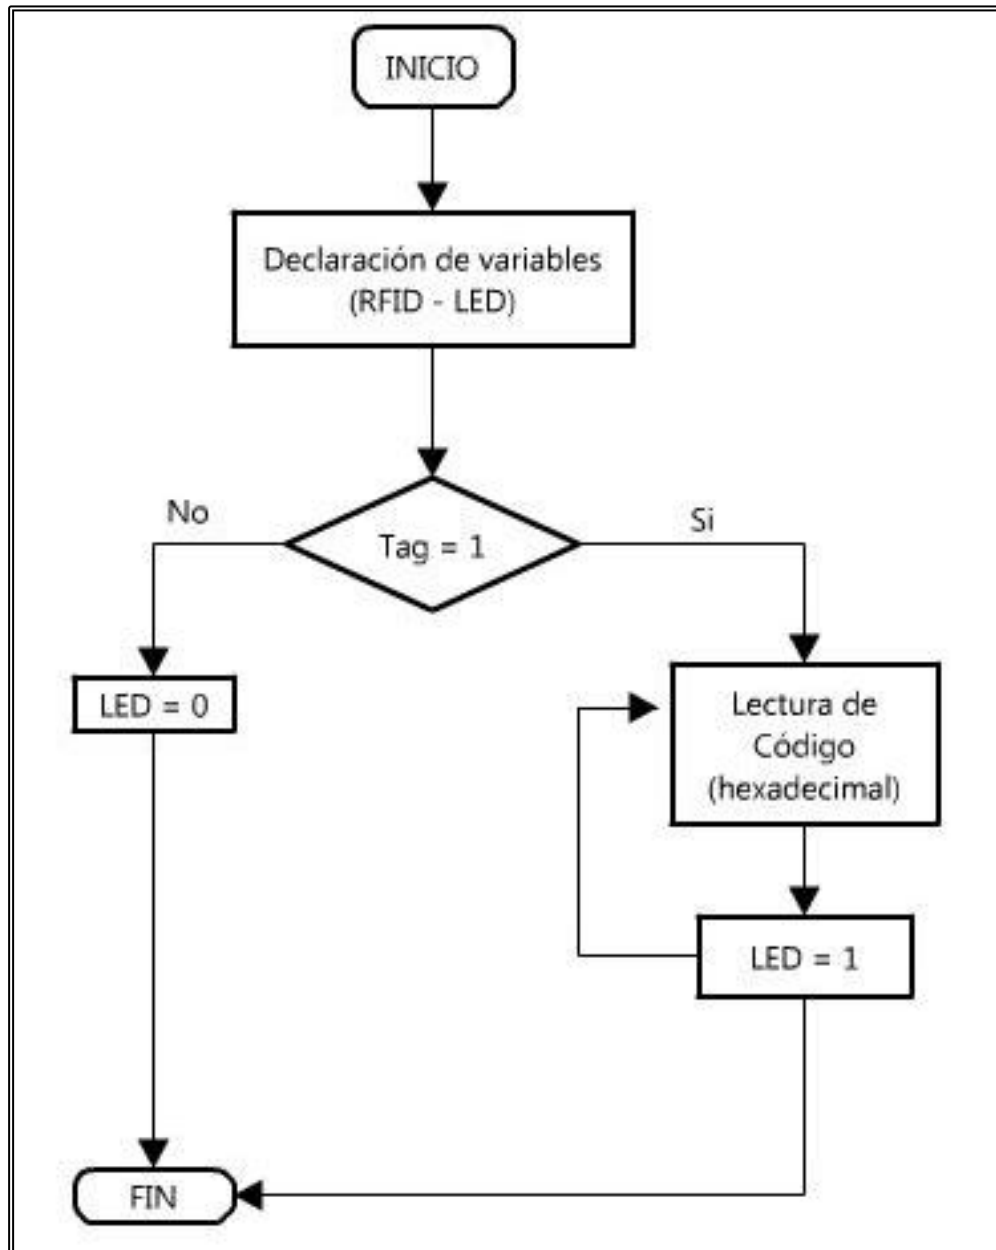 INICIO
Declaración de variables
(RFID - LED)
No
Si
Tag = 1
LED = 0
Lectura de
Código
(hexadecimal)
LED = 1
FIN